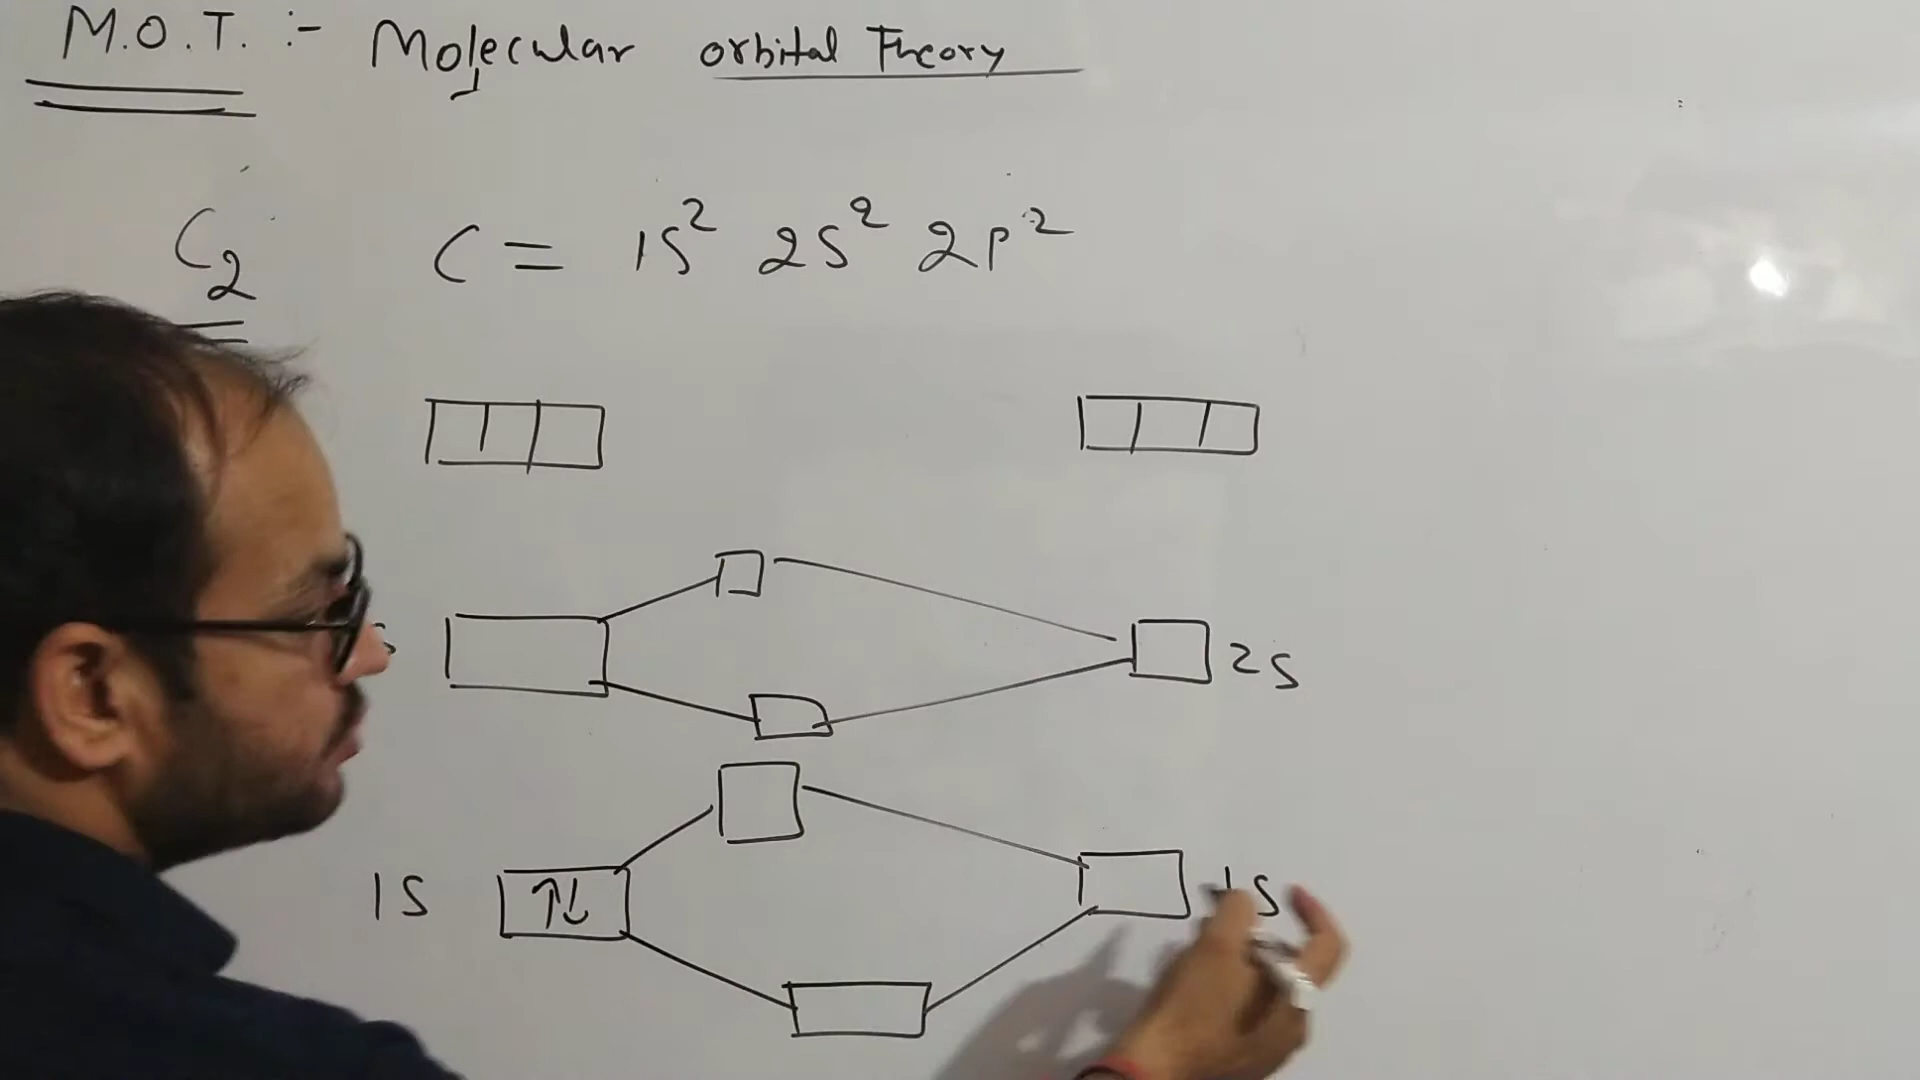 M.O.T. :- Molecular orbital Theory
C2 C = 1s² 2s² 2p²
2s
1s ↑↓ 1s